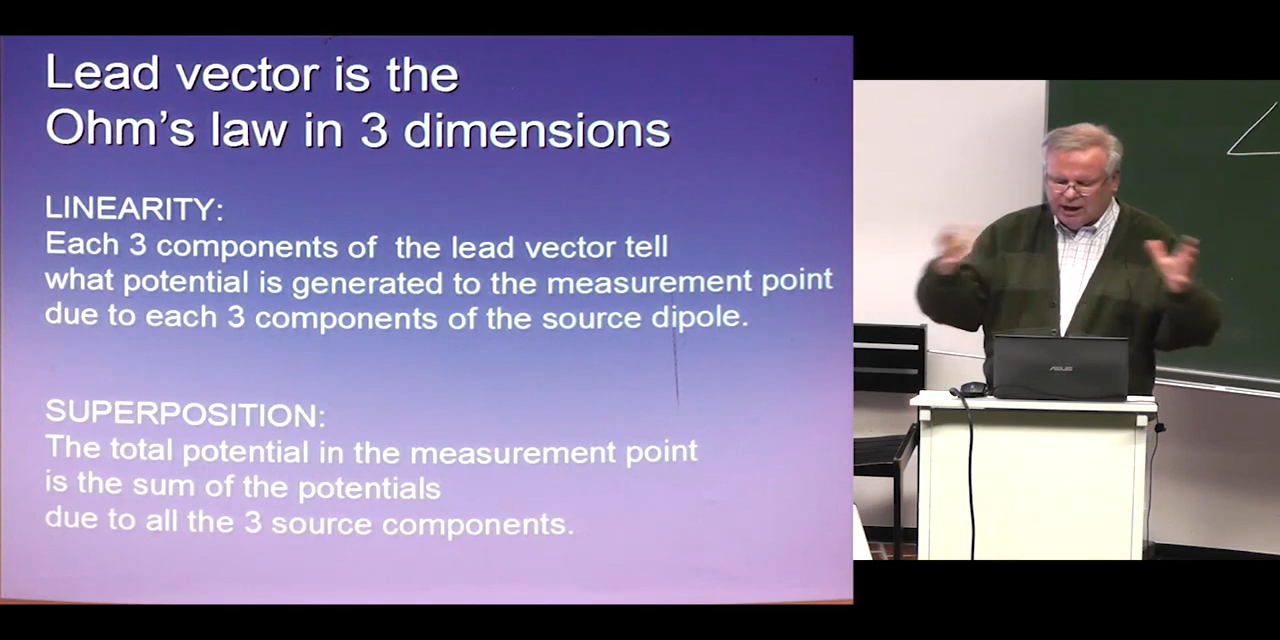 Lead vector is the
Ohm's law in 3 dimensions
LINEARITY:
Each 3 components of the lead vector tell
what potential is generated to the measurement point
due to each 3 components of the source dipole.
SUPERPOSITION:
The total potential in the measurement point
is the sum of the potentials
due to all the 3 source components.
ASUS